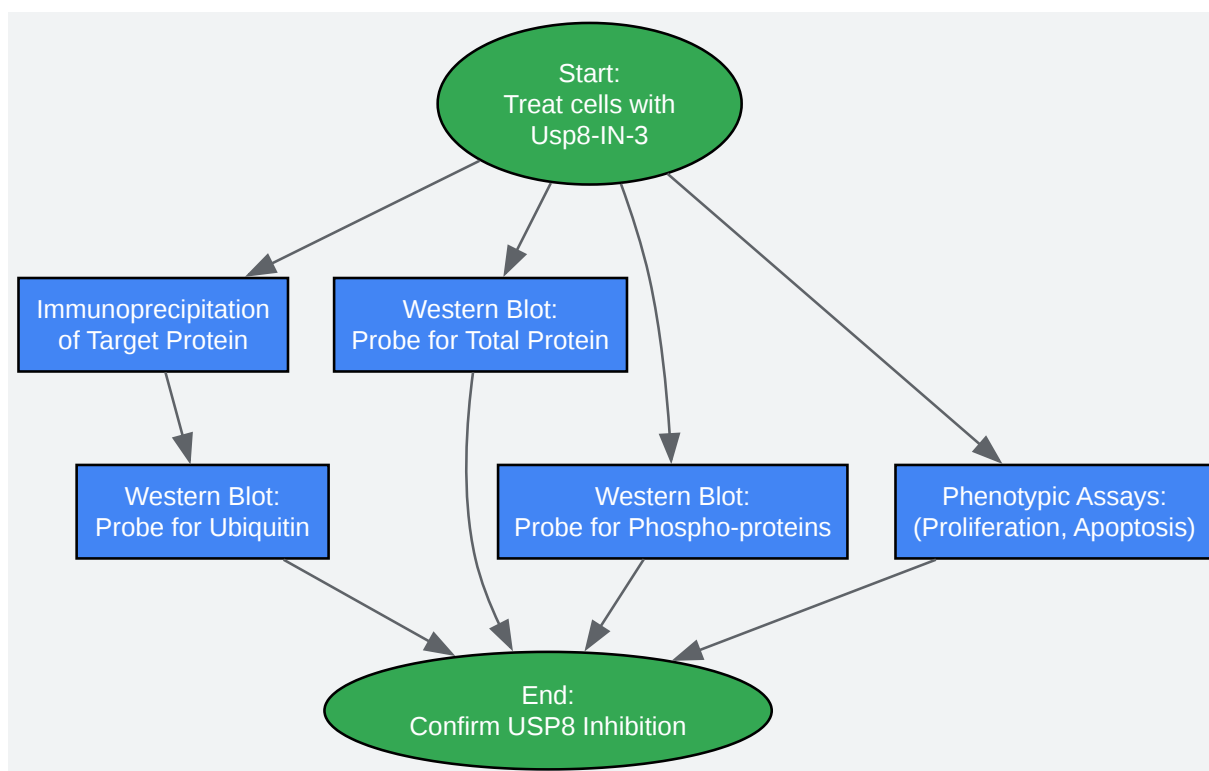 Start:
Treat cells with
Usp8-IN-3
Immunoprecipitation
of Target Protein
Western Blot:
Probe for Total Protein
Western Blot:
Probe for Ubiquitin
Western Blot:
Probe for Phospho-proteins
Phenotypic Assays:
(Proliferation, Apoptosis)
End:
Confirm USP8 Inhibition